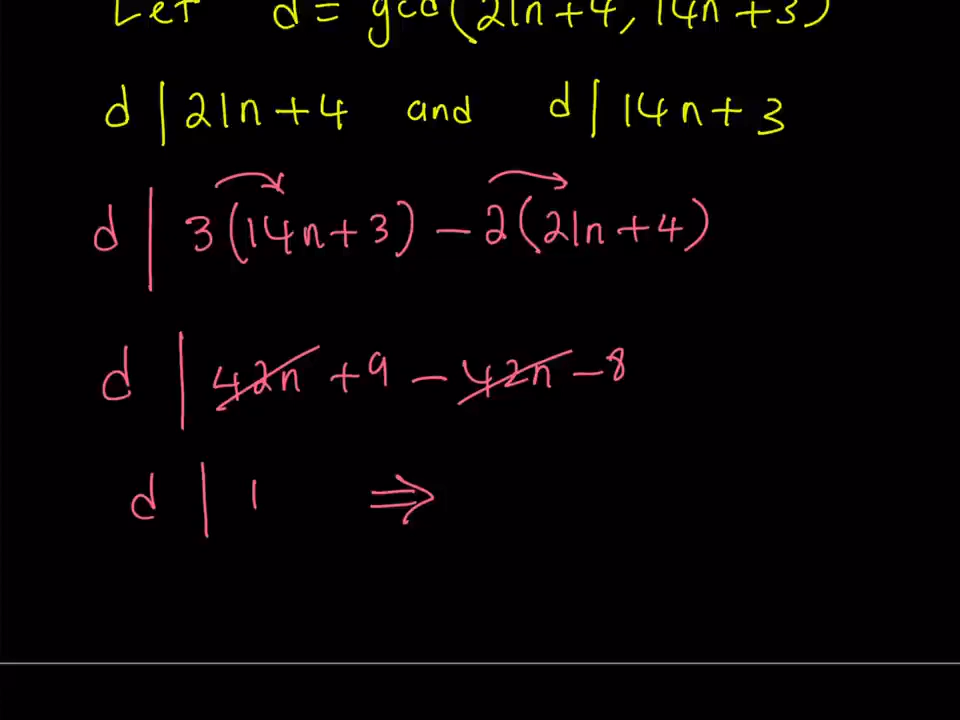 Let d = gcd(21n+4, 14n+3)
d | 21n+4 and d | 14n+3
d | 3(14n+3) - 2(21n+4)
d | 42n + 9 - 42n - 8
d | 1 ⇒